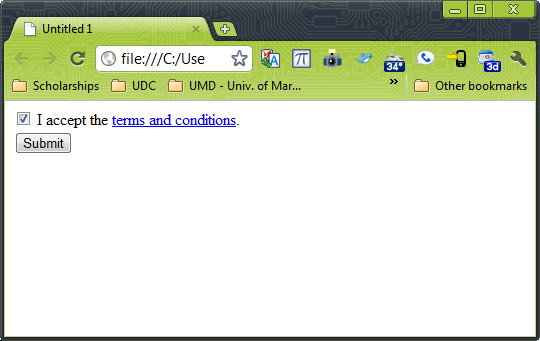 Untitled 1
file:///C:/Use
π 34° 3d
Scholarships UDC UMD - Univ. of Mar... » Other bookmarks
I accept the terms and conditions.
Submit